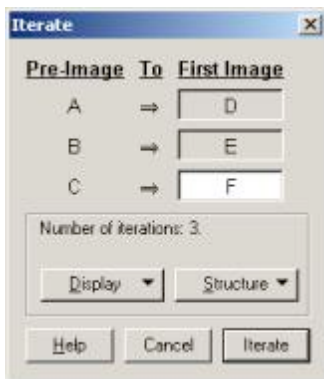 Iterate
Pre-Image To First Image
A ⇒ D
B ⇒ E
C ⇒ F
Number of iterations: 3.
Display Structure
Help Cancel Iterate